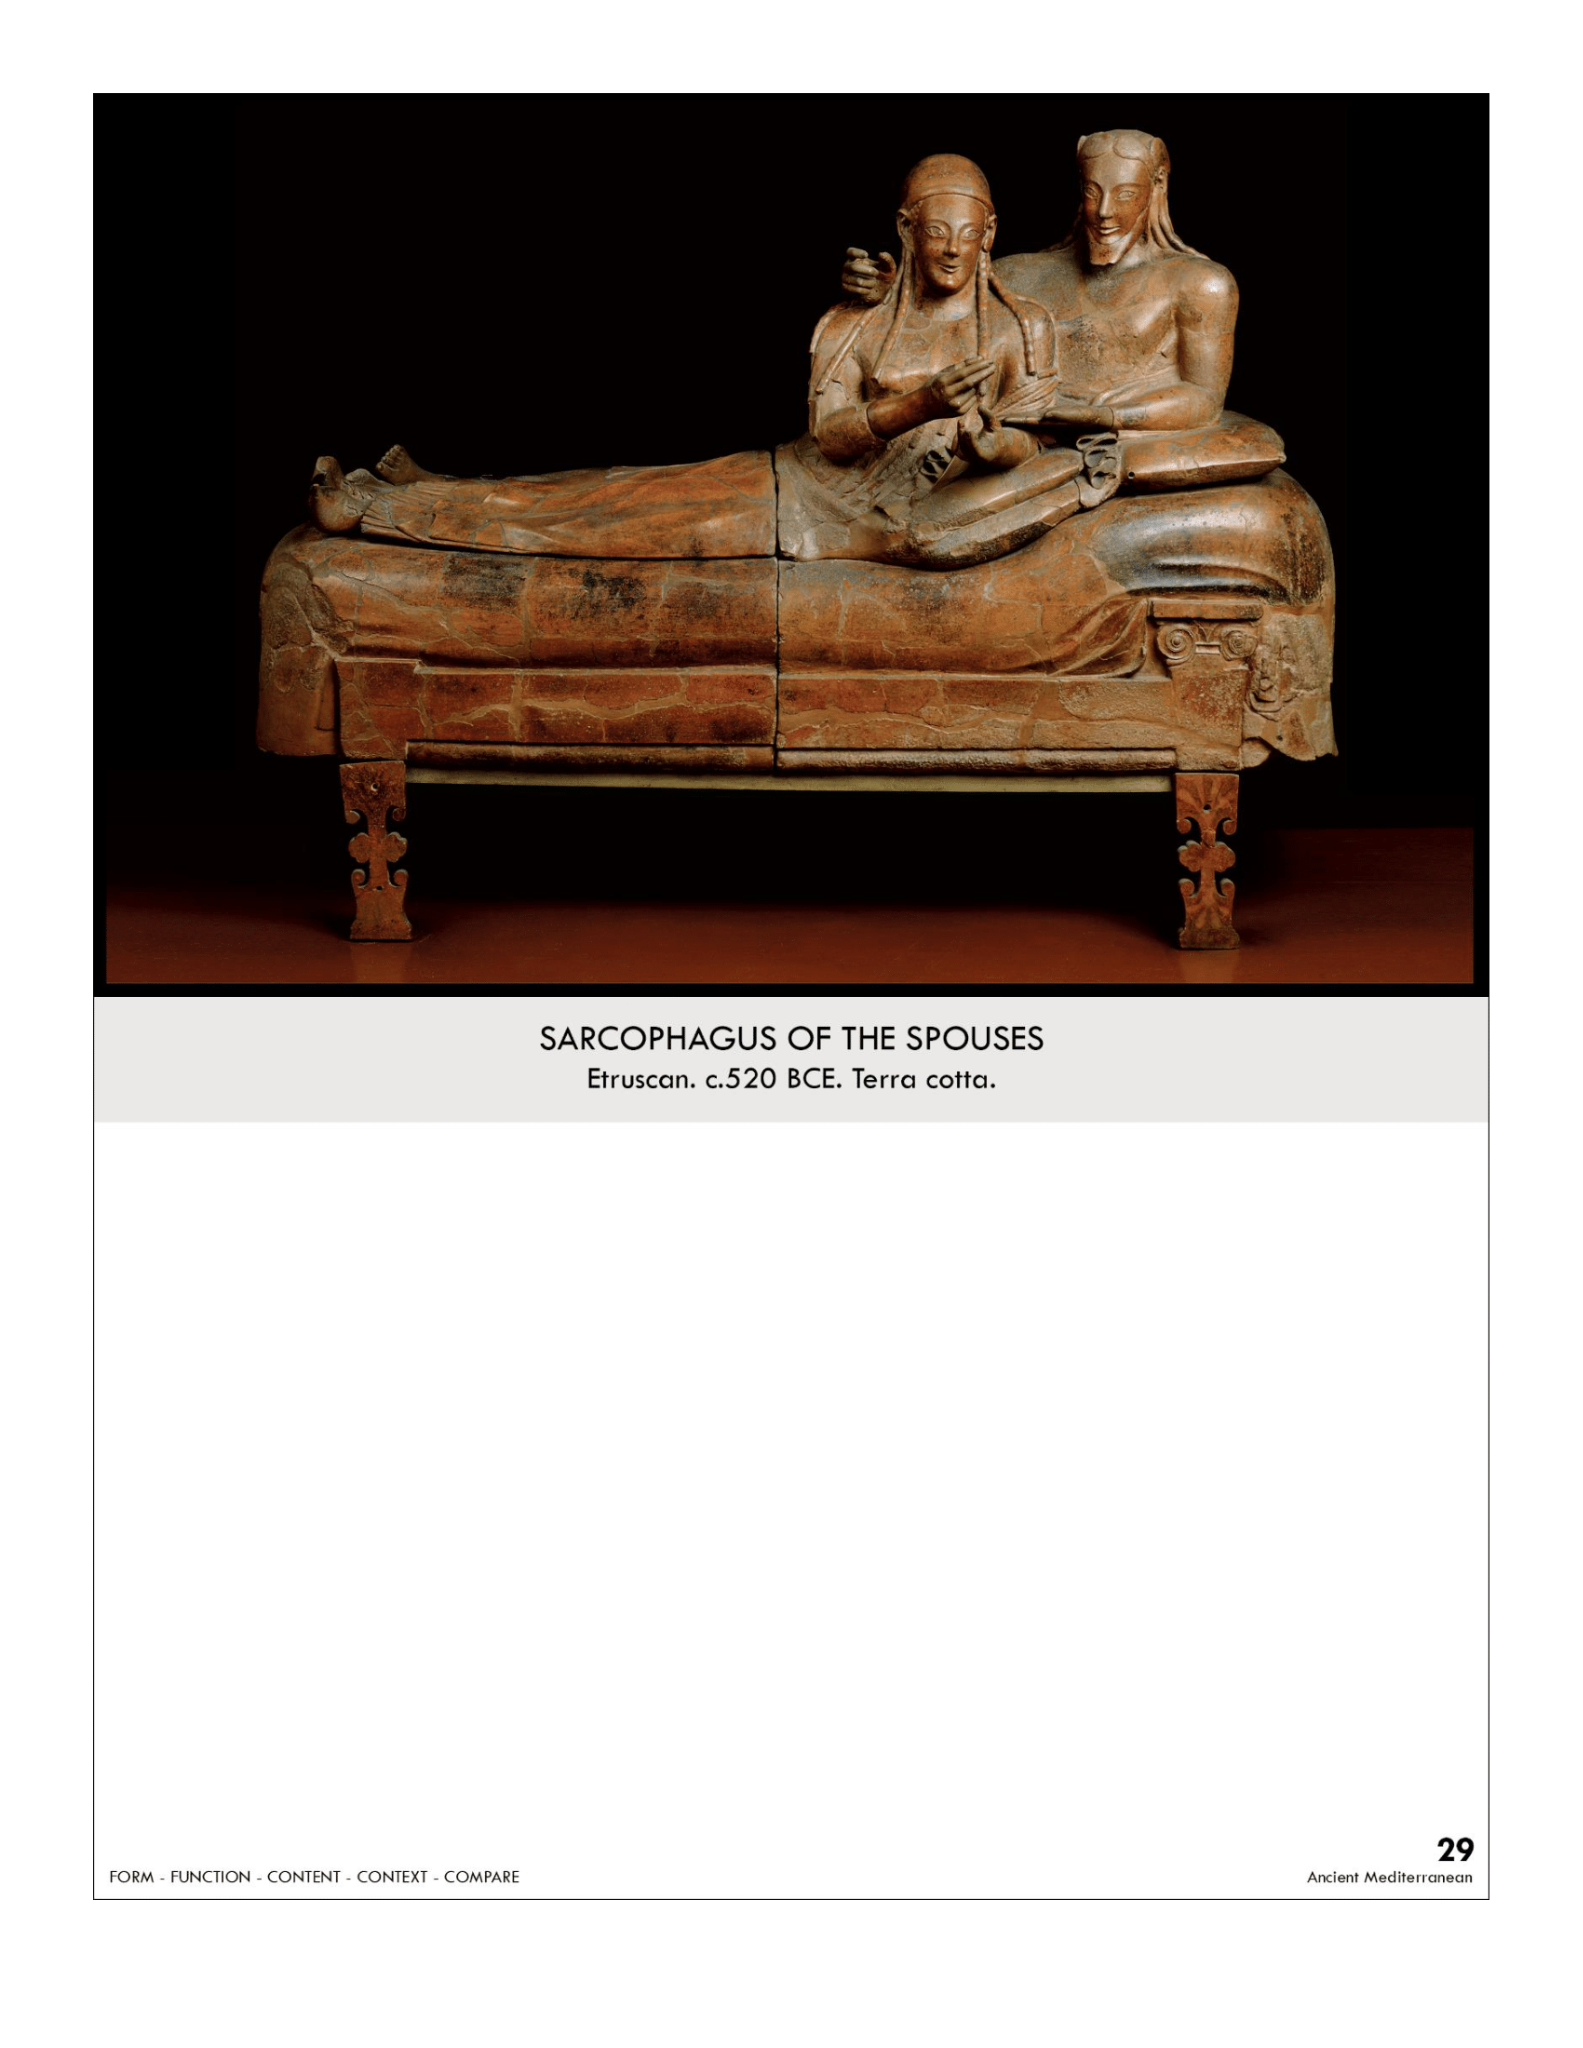 SARCOPHAGUS OF THE SPOUSES
Etruscan. c.520 BCE. Terra cotta.
29
FORM - FUNCTION - CONTENT - CONTEXT - COMPARE
Ancient Mediterranean